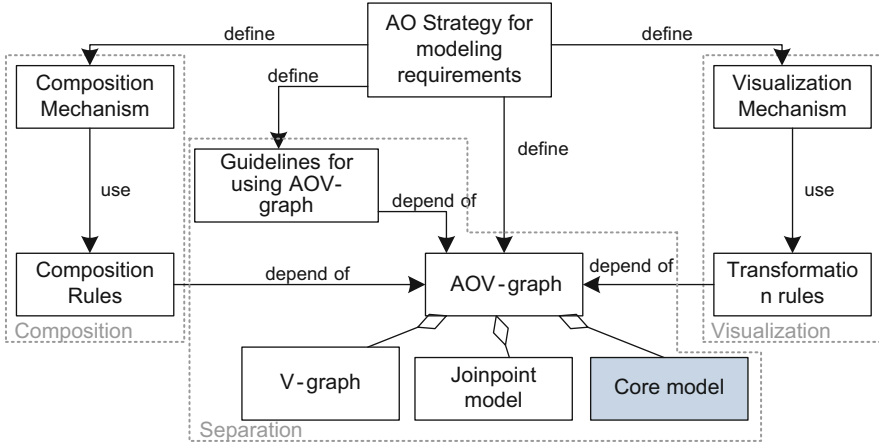 AO Strategy for
modeling
requirements
define
define
define
define
Composition
Mechanism
Visualization
Mechanism
Guidelines for
using AOV-
graph
use
depend of
use
Composition
Rules
depend of
AOV-graph
depend of
Transformatio
n rules
Composition
Visualization
V-graph
Joinpoint
model
Core model
Separation